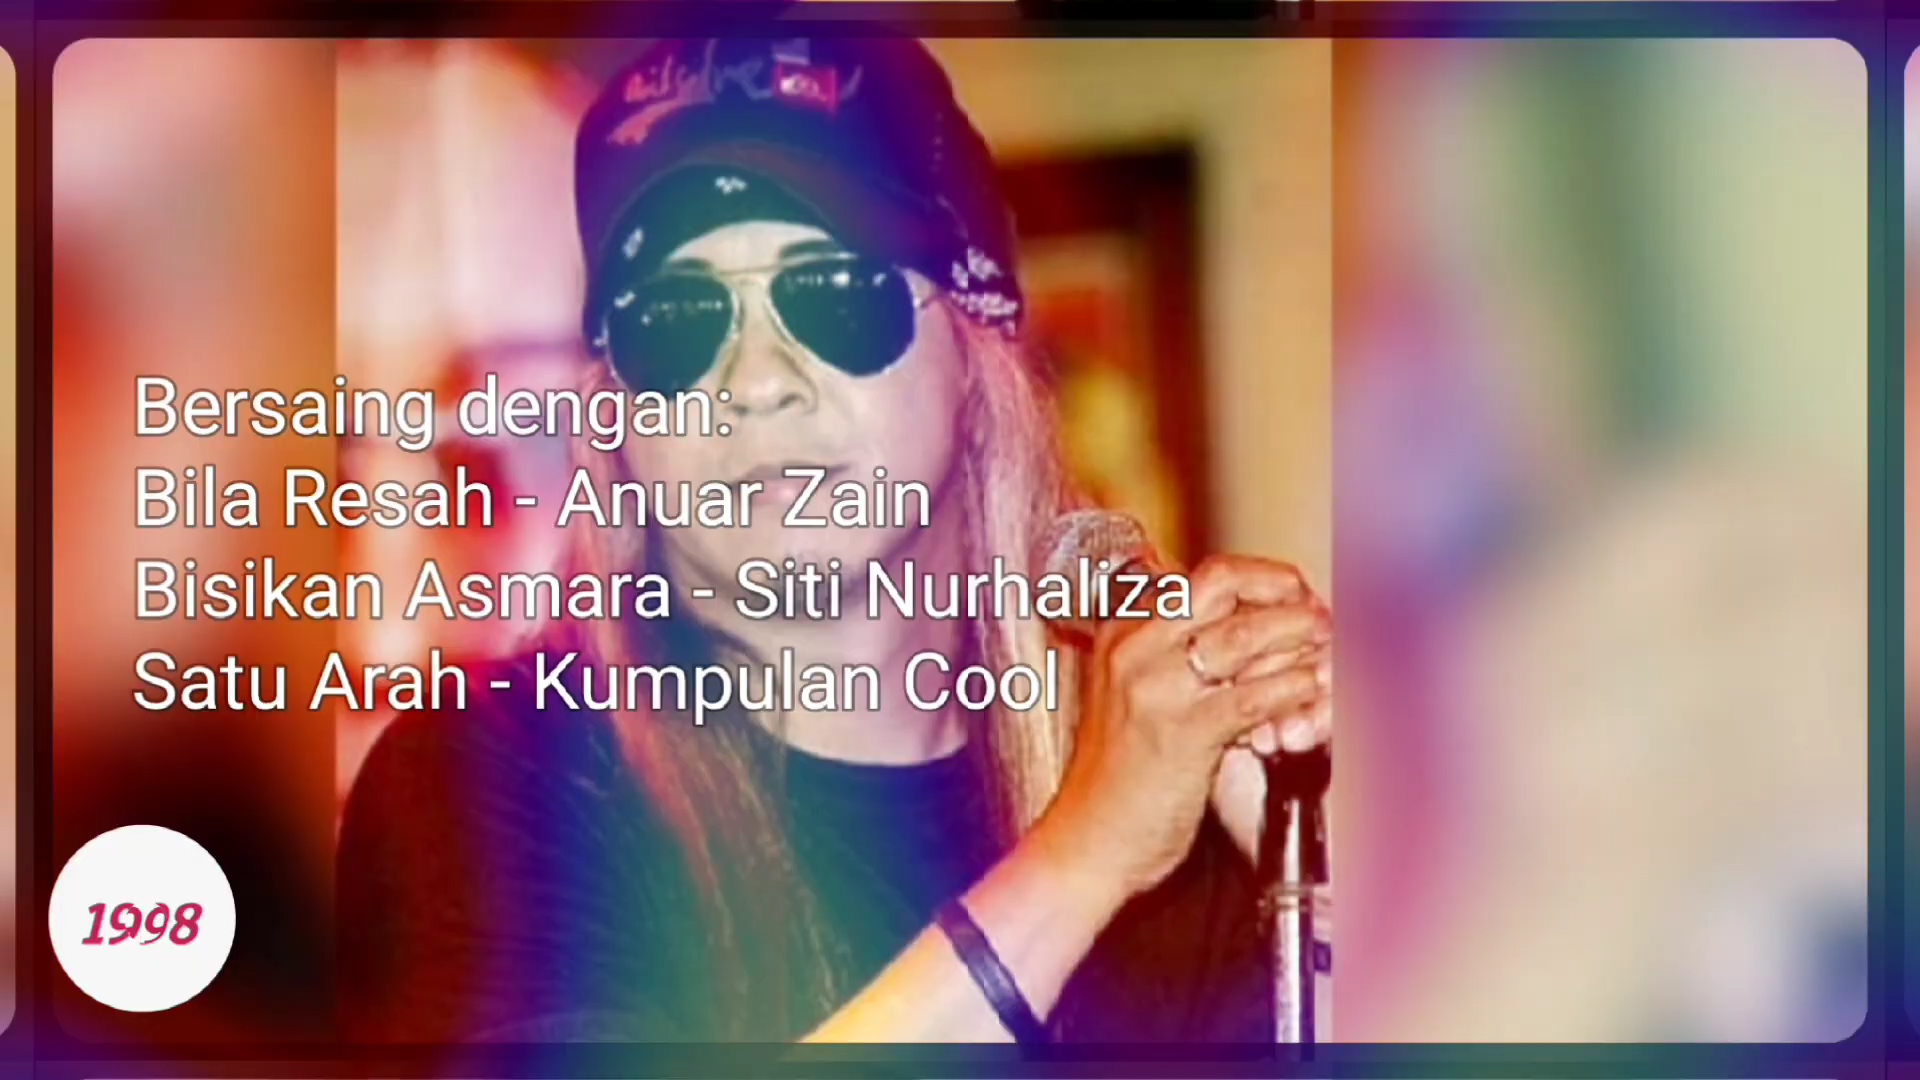 Bersaing dengan:
Bila Resah - Anuar Zain
Bisikan Asmara - Siti Nurhaliza
Satu Arah - Kumpulan Cool
1998